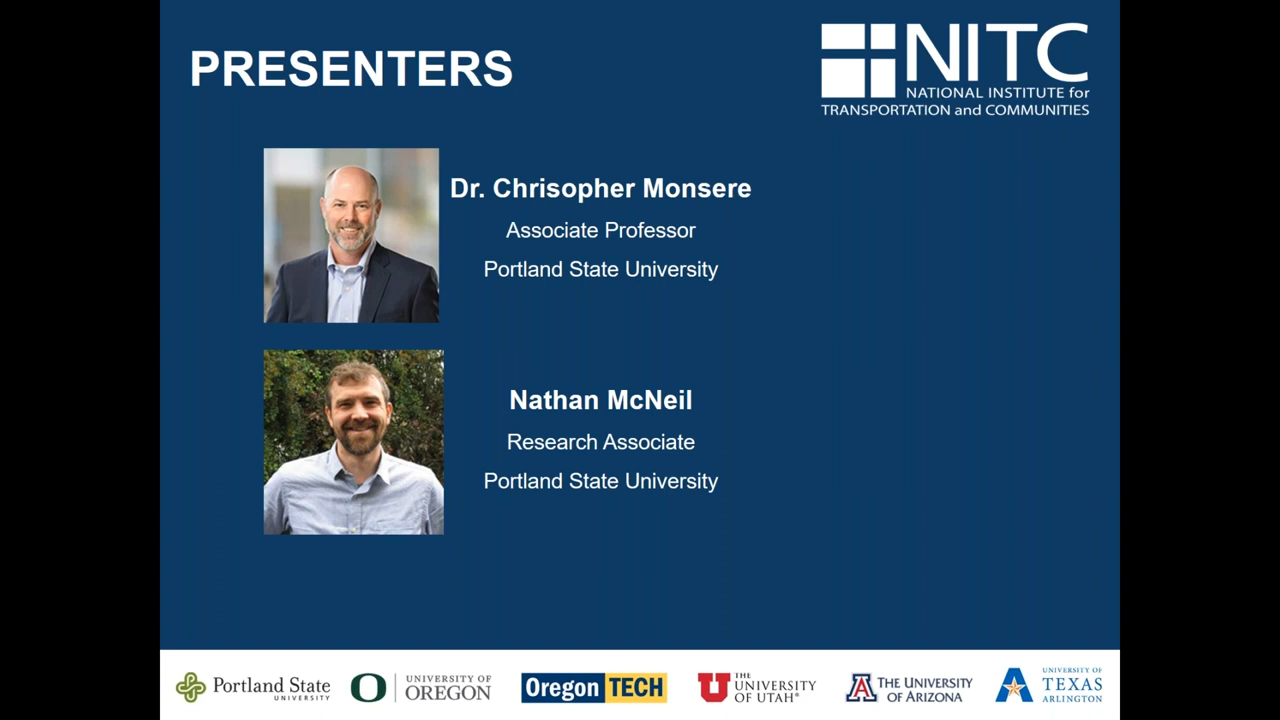 PRESENTERS
NITC
NATIONAL INSTITUTE for
TRANSPORTATION and COMMUNITIES
Dr. Chrisopher Monsere
Associate Professor
Portland State University
Nathan McNeil
Research Associate
Portland State University
Portland State
UNIVERSITY
O
UNIVERSITY OF
OREGON
Oregon TECH
U
THE
UNIVERSITY
OF UTAH®
A
THE UNIVERSITY
OF ARIZONA
A
UNIVERSITY OF
TEXAS
ARLINGTON